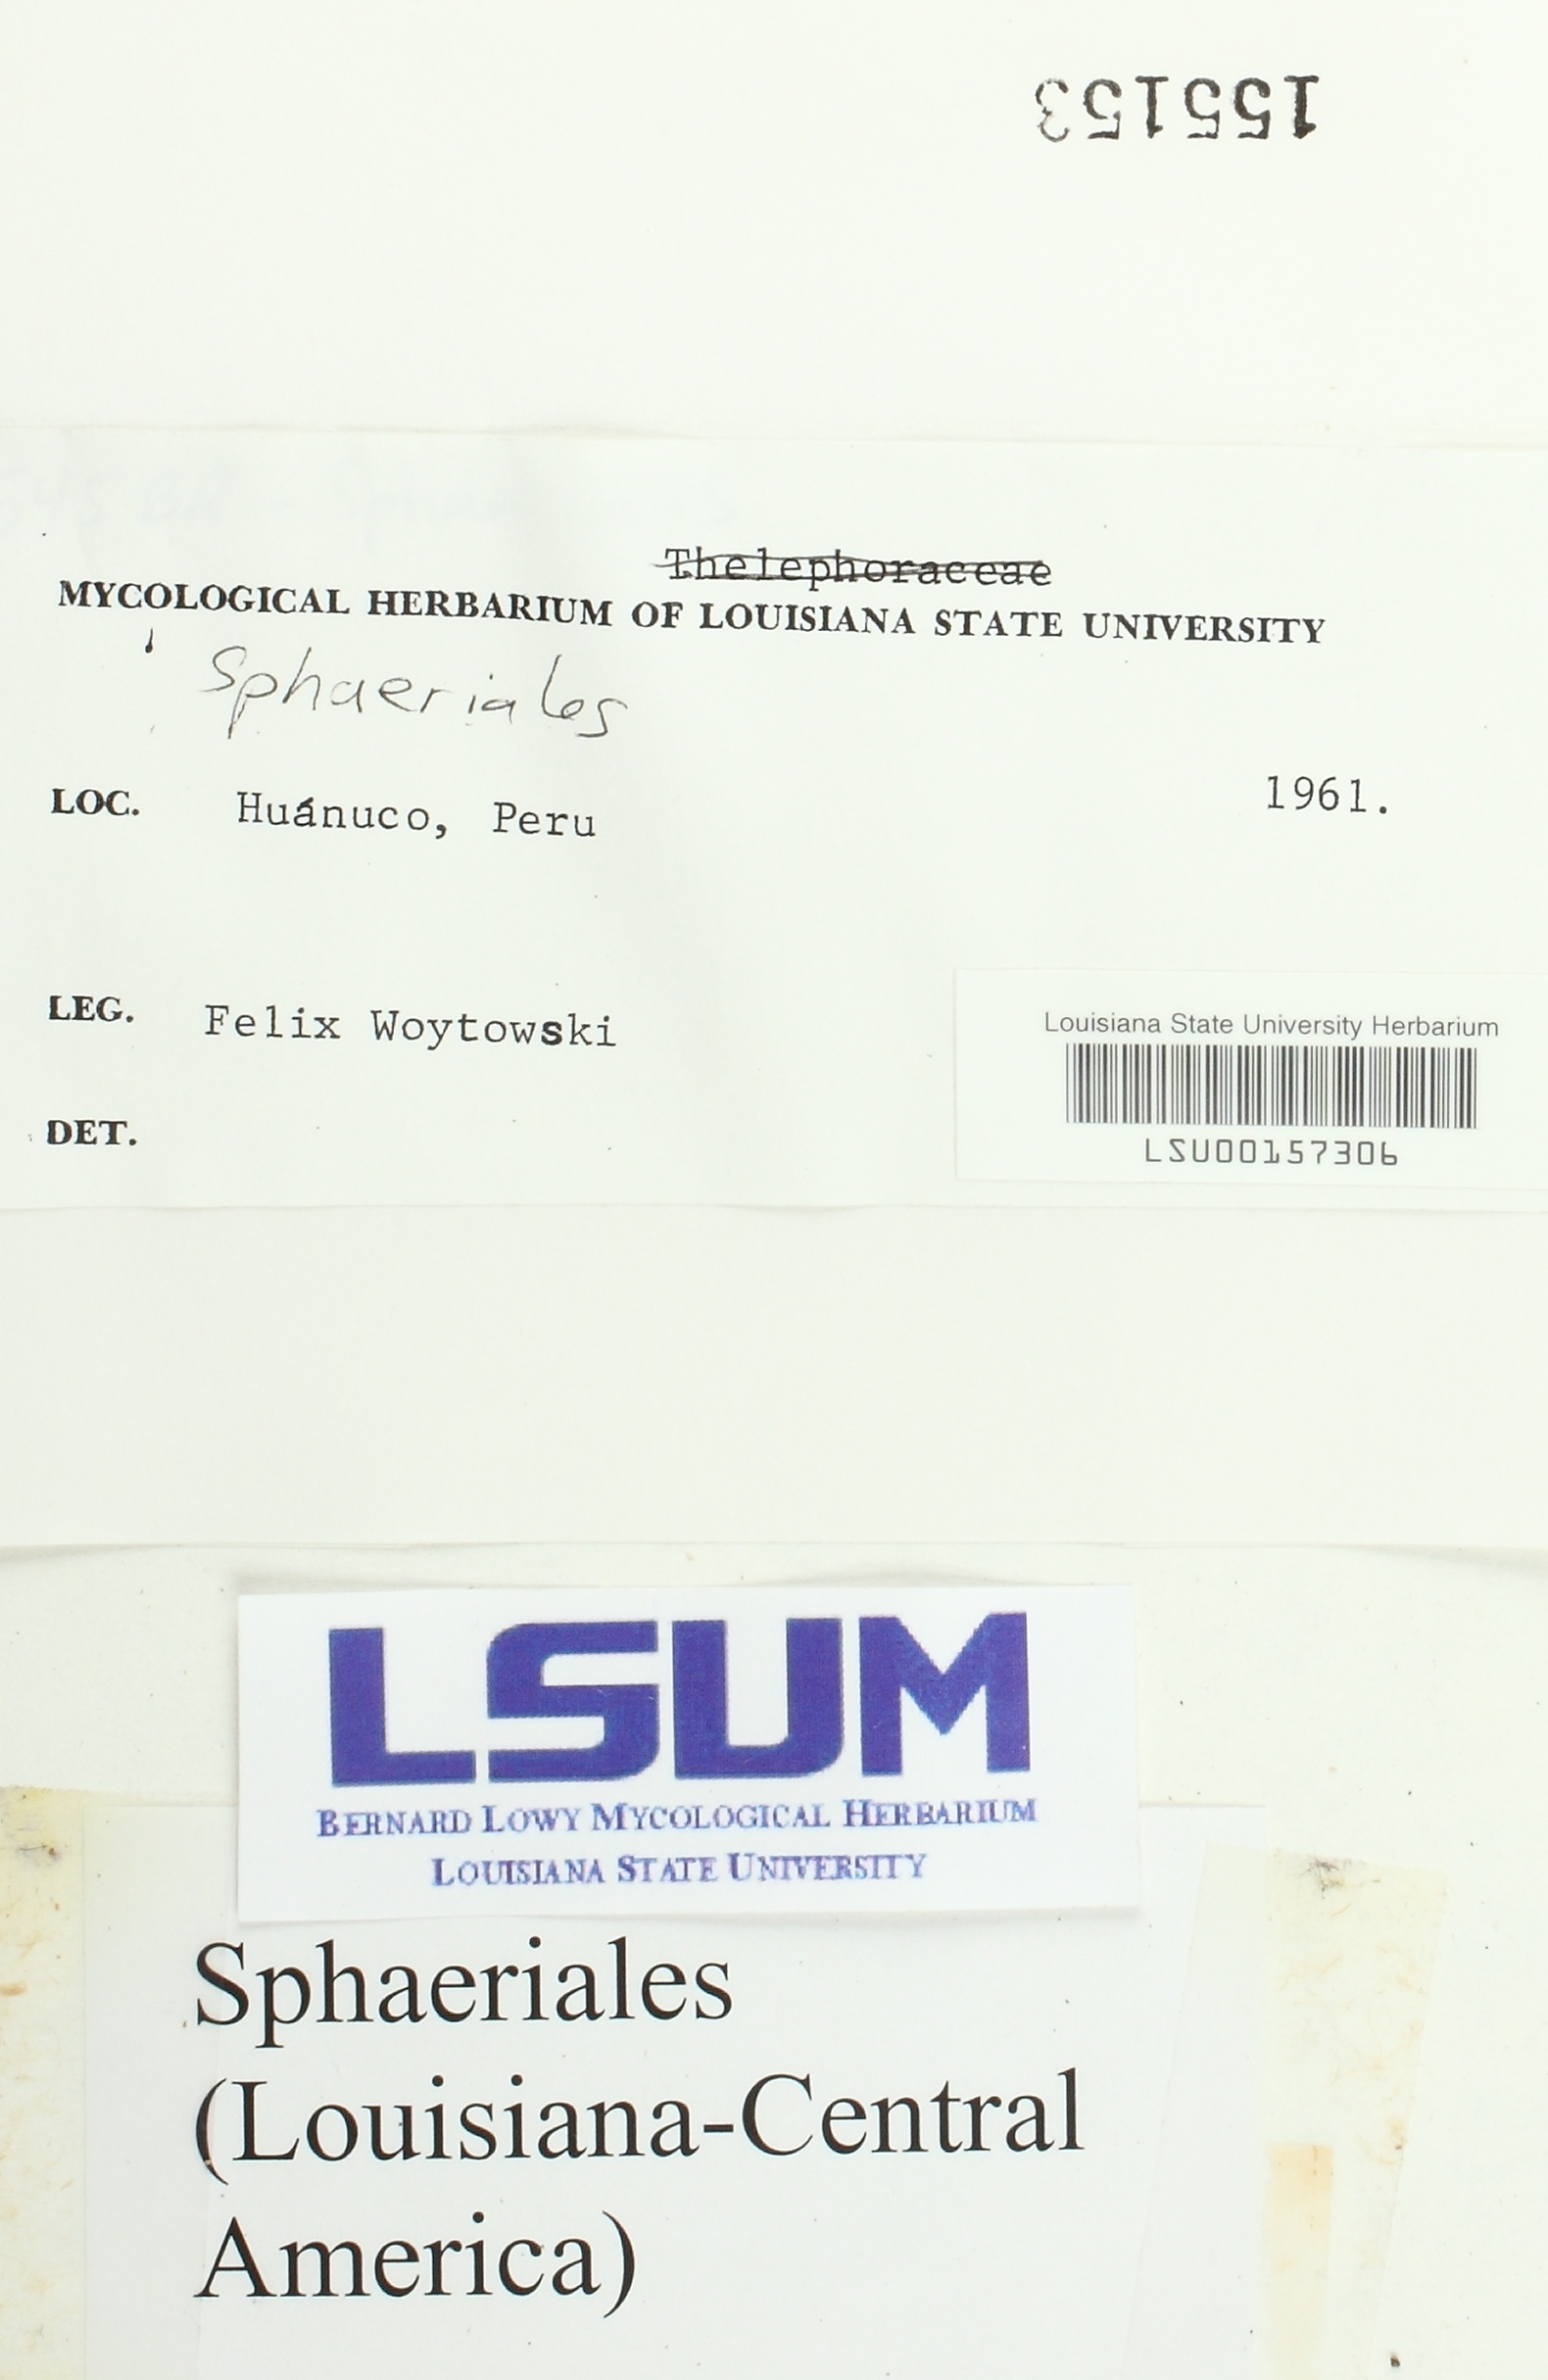 155153
Thelephoraceae
MYCOLOGICAL HERBARIUM OF LOUISIANA STATE UNIVERSITY
Sphaeriales
LOC. Huánuco, Peru 1961.
LEG. Felix Woytowski
DET.
Louisiana State University Herbarium
LSU00157306
LSUM
BERNARD LOWY MYCOLOGICAL HERBARIUM
LOUISIANA STATE UNIVERSITY
Sphaeriales
(Louisiana-Central
America)